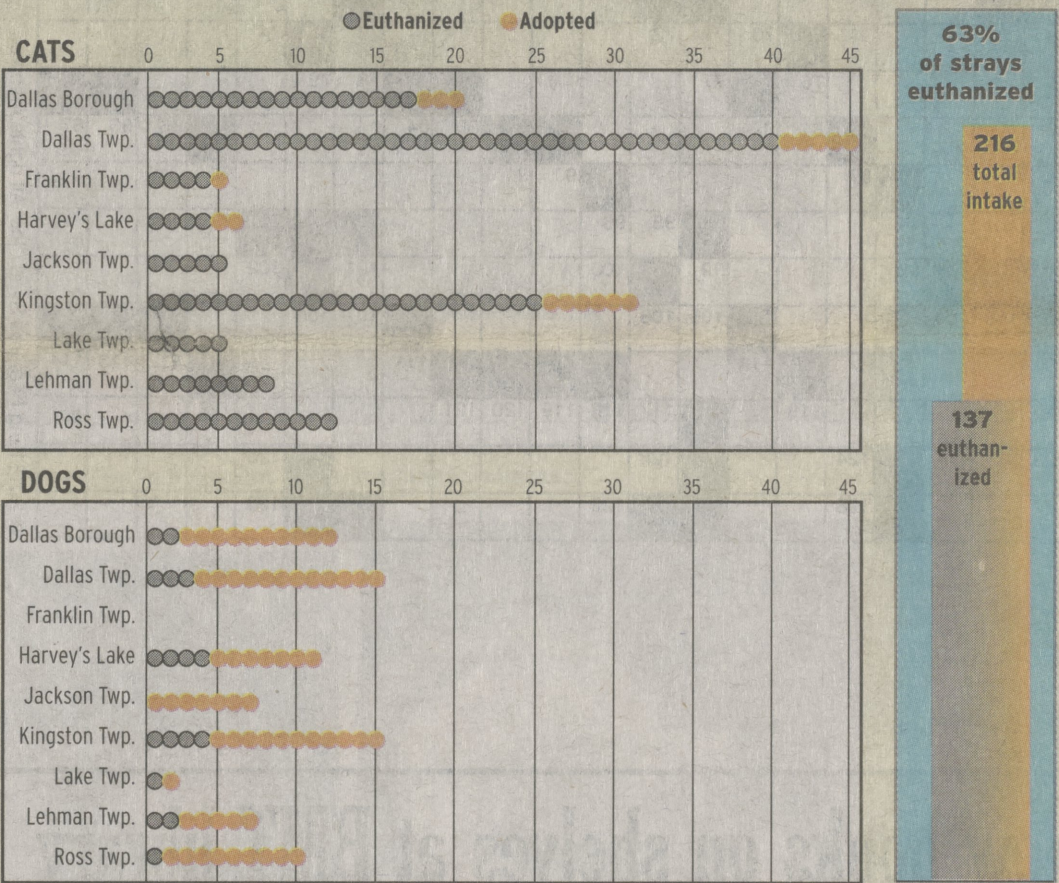 Euthanized Adopted
CATS 0 5 10 15 20 25 30 35 40 45
Dallas Borough
Dallas Twp.
Franklin Twp.
Harvey's Lake
Jackson Twp.
Kingston Twp.
Lake Twp.
Lehman Twp.
Ross Twp.
DOGS 0 5 10 15 20 25 30 35 40 45
Dallas Borough
Dallas Twp.
Franklin Twp.
Harvey's Lake
Jackson Twp.
Kingston Twp.
Lake Twp.
Lehman Twp.
Ross Twp.
63%
of strays
euthanized
216
total
intake
137
euthan-
ized